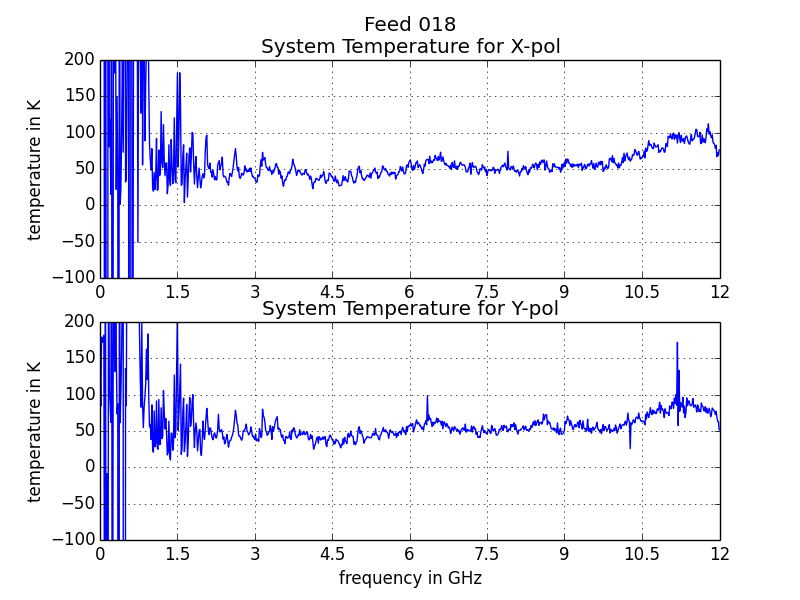 Feed 018
System Temperature for X-pol
200
150
100
50
0
−50
−100
temperature in K
0 1.5 3 4.5 6 7.5 9 10.5 12
System Temperature for Y-pol
200
150
100
50
0
−50
−100
temperature in K
0 1.5 3 4.5 6 7.5 9 10.5 12
frequency in GHz